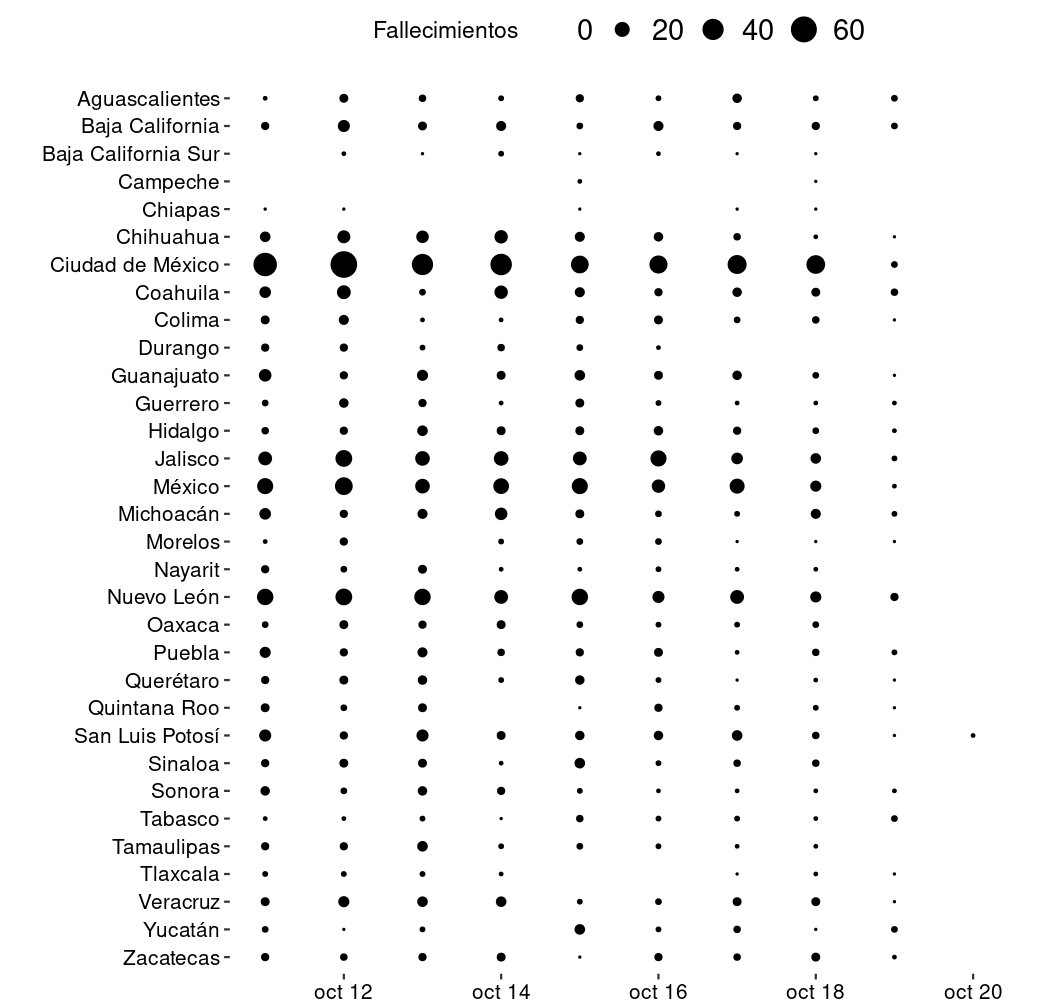 Fallecimientos 0 20 40 60
Aguascalientes
Baja California
Baja California Sur
Campeche
Chiapas
Chihuahua
Ciudad de México
Coahuila
Colima
Durango
Guanajuato
Guerrero
Hidalgo
Jalisco
México
Michoacán
Morelos
Nayarit
Nuevo León
Oaxaca
Puebla
Querétaro
Quintana Roo
San Luis Potosí
Sinaloa
Sonora
Tabasco
Tamaulipas
Tlaxcala
Veracruz
Yucatán
Zacatecas
oct 12 oct 14 oct 16 oct 18 oct 20